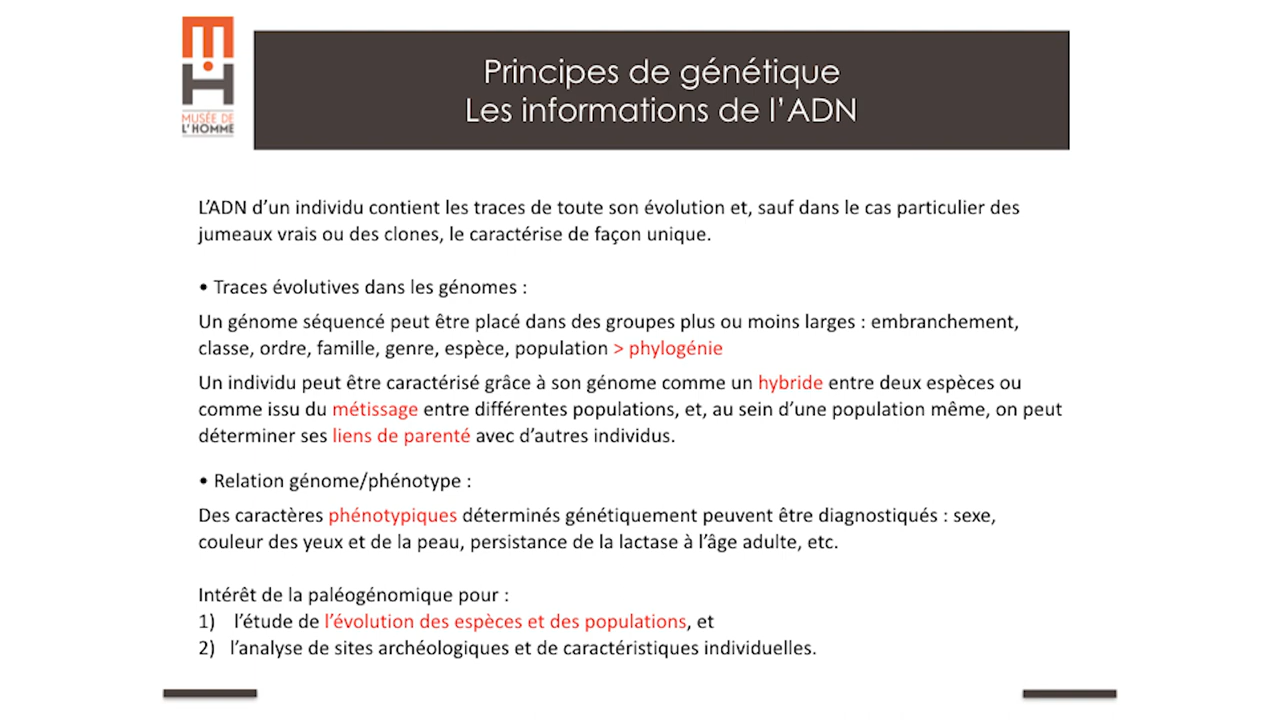 MUSÉE DE
L'HOMME
Principes de génétique
Les informations de l'ADN
L'ADN d'un individu contient les traces de toute son évolution et, sauf dans le cas particulier des
jumeaux vrais ou des clones, le caractérise de façon unique.
• Traces évolutives dans les génomes :
Un génome séquencé peut être placé dans des groupes plus ou moins larges : embranchement,
classe, ordre, famille, genre, espèce, population > phylogénie
Un individu peut être caractérisé grâce à son génome comme un hybride entre deux espèces ou
comme issu du métissage entre différentes populations, et, au sein d'une population même, on peut
déterminer ses liens de parenté avec d'autres individus.
• Relation génome/phénotype :
Des caractères phénotypiques déterminés génétiquement peuvent être diagnostiqués : sexe,
couleur des yeux et de la peau, persistance de la lactase à l'âge adulte, etc.
Intérêt de la paléogénomique pour :
1) l'étude de l'évolution des espèces et des populations, et
2) l'analyse de sites archéologiques et de caractéristiques individuelles.